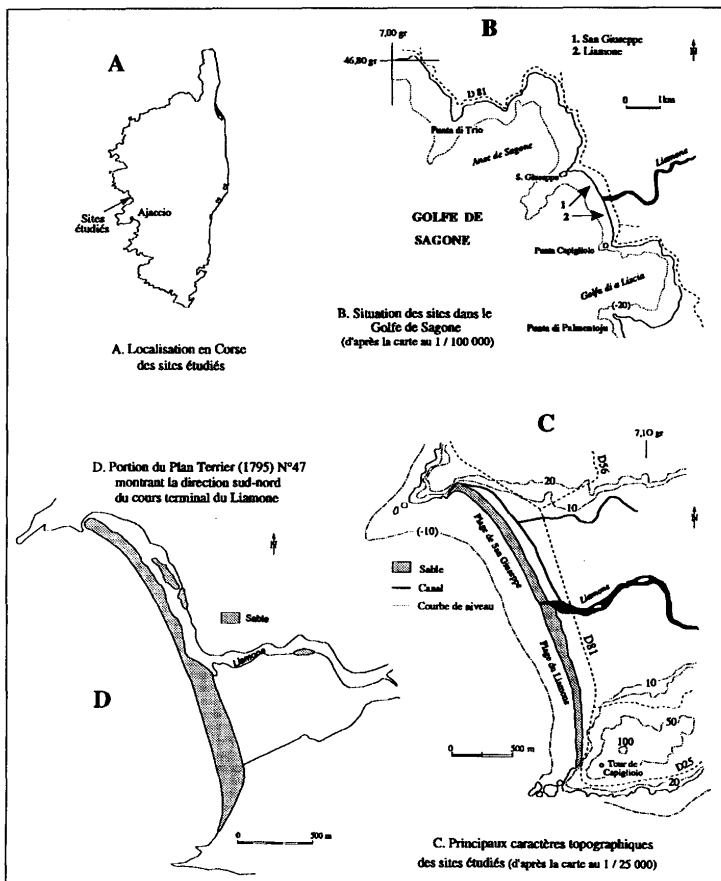 A
Sites
étudiés
Ajaccio
A. Localisation en Corse
des sites étudiés
B
7,00 gr
46,80 gr
1. San Giuseppe
2. Liamone
N
0 1km
D 81
Punta di Trio
Anse de Sagone
S. Giuseppe
Liamone
1
2
GOLFE DE
SAGONE
Punta Capigliolo
Golfe di a Liscia
(-20)
Punta di Palmentoju
B. Situation des sites dans le
Golfe de Sagone
(d'après la carte au 1 / 100 000)
C
7,10 gr
D56
20
10
N
(-10)
Plage de San Giuseppe
Sable
Canal
Courbe de niveau
Liamone
Plage du Liamone
D81
10
50
100
Tour de
Capigliolo
D25
20
0 500 m
C. Principaux caractères topographiques
des sites étudiés (d'après la carte au 1 / 25 000)
D. Portion du Plan Terrier (1795) N°47
montrant la direction sud-nord
du cours terminal du Liamone
N
Sable
Liamone
D
0 500 m